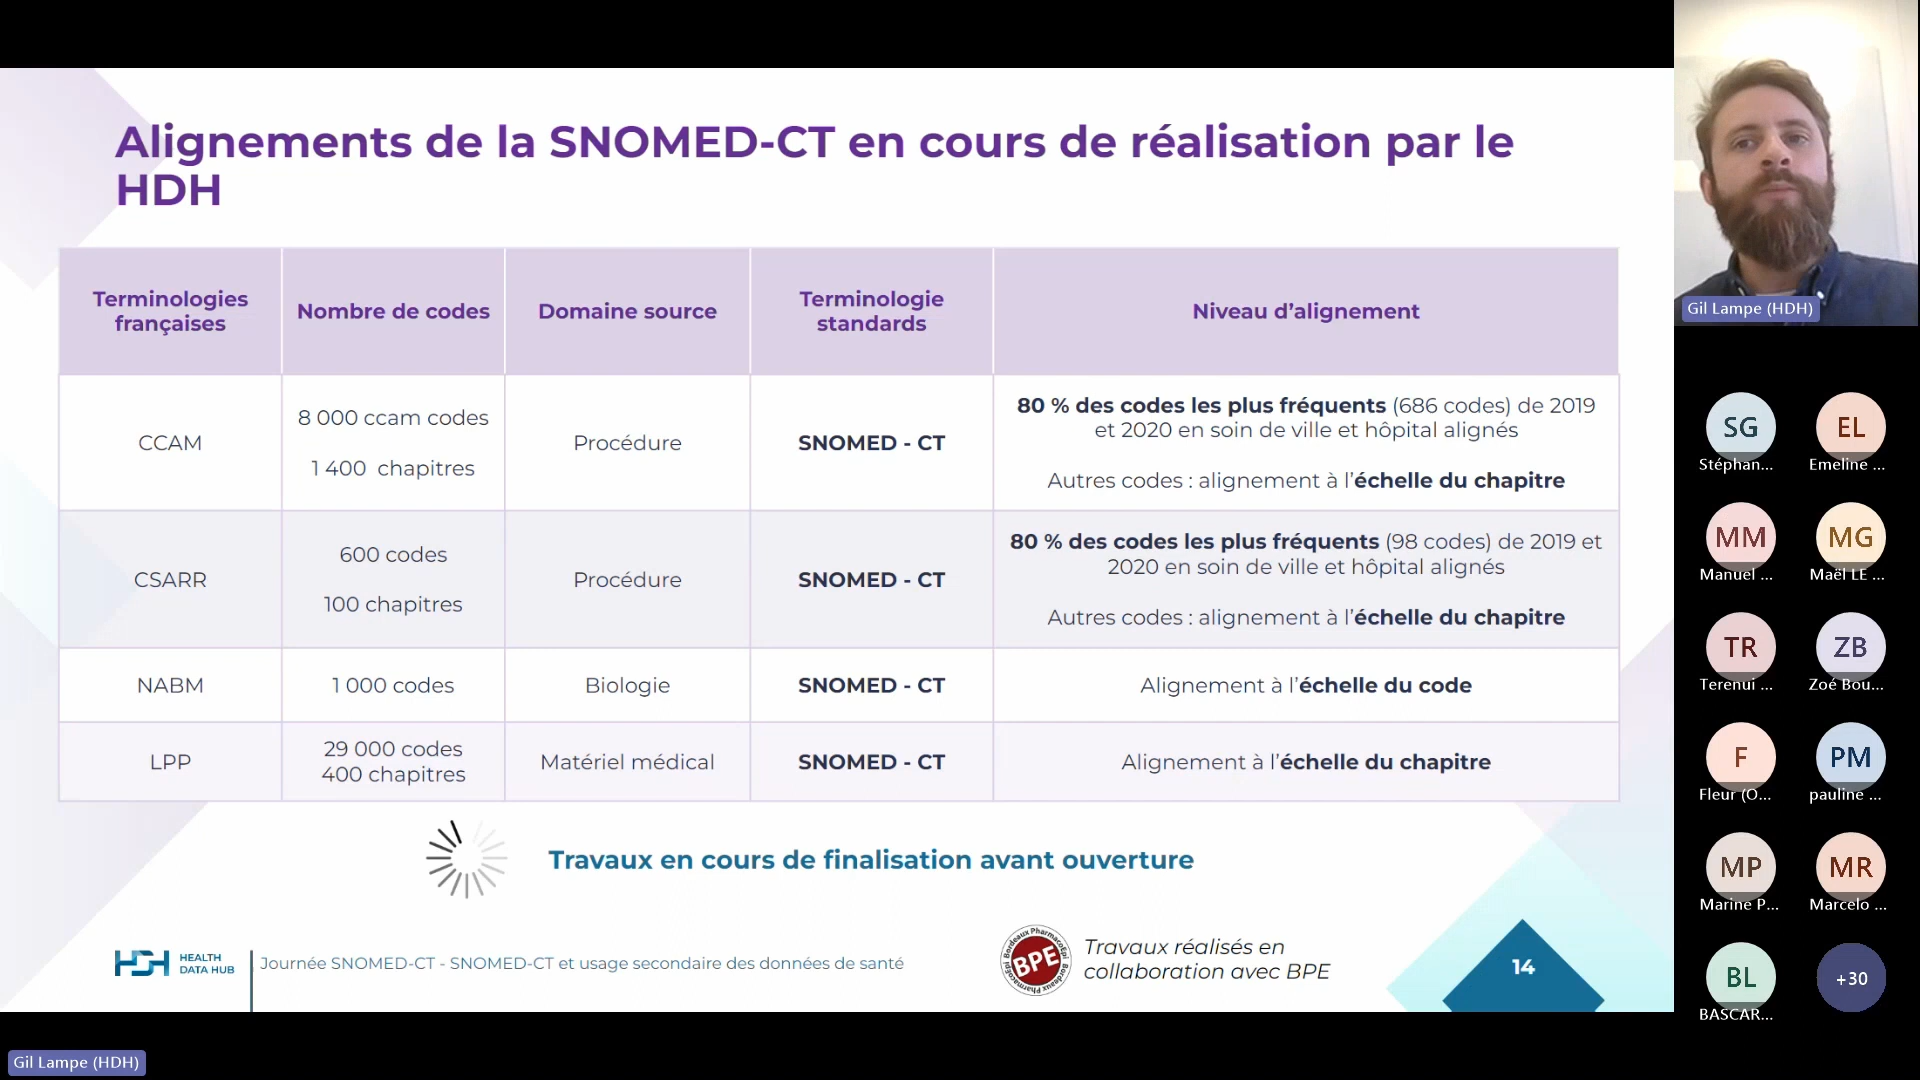 Alignements de la SNOMED-CT en cours de réalisation par le
HDH
Terminologies
françaises
Nombre de codes
Domaine source
Terminologie
standards
Niveau d'alignement
CCAM
8 000 ccam codes
1 400 chapitres
Procédure
SNOMED - CT
80 % des codes les plus fréquents (686 codes) de 2019
et 2020 en soin de ville et hôpital alignés
Autres codes : alignement à l'échelle du chapitre
CSARR
600 codes
100 chapitres
Procédure
SNOMED - CT
80 % des codes les plus fréquents (98 codes) de 2019 et
2020 en soin de ville et hôpital alignés
Autres codes : alignement à l'échelle du chapitre
NABM
1 000 codes
Biologie
SNOMED - CT
Alignement à l'échelle du code
LPP
29 000 codes
400 chapitres
Matériel médical
SNOMED - CT
Alignement à l'échelle du chapitre
Travaux en cours de finalisation avant ouverture
HDH
HEALTH
DATA HUB
Journée SNOMED-CT - SNOMED-CT et usage secondaire des données de santé
Bordeaux PharmacoEpi
BPE
Bordeaux PharmacoEpi
Travaux réalisés en
collaboration avec BPE
14
Gil Lampe (HDH)
Gil Lampe (HDH)
SG
Stéphan...
EL
Emeline ...
MM
Manuel ...
MG
Maël LE ...
TR
Terenui ...
ZB
Zoé Bou...
F
Fleur (O...
PM
pauline ...
MP
Marine P...
MR
Marcelo ...
BL
BASCAR...
+30